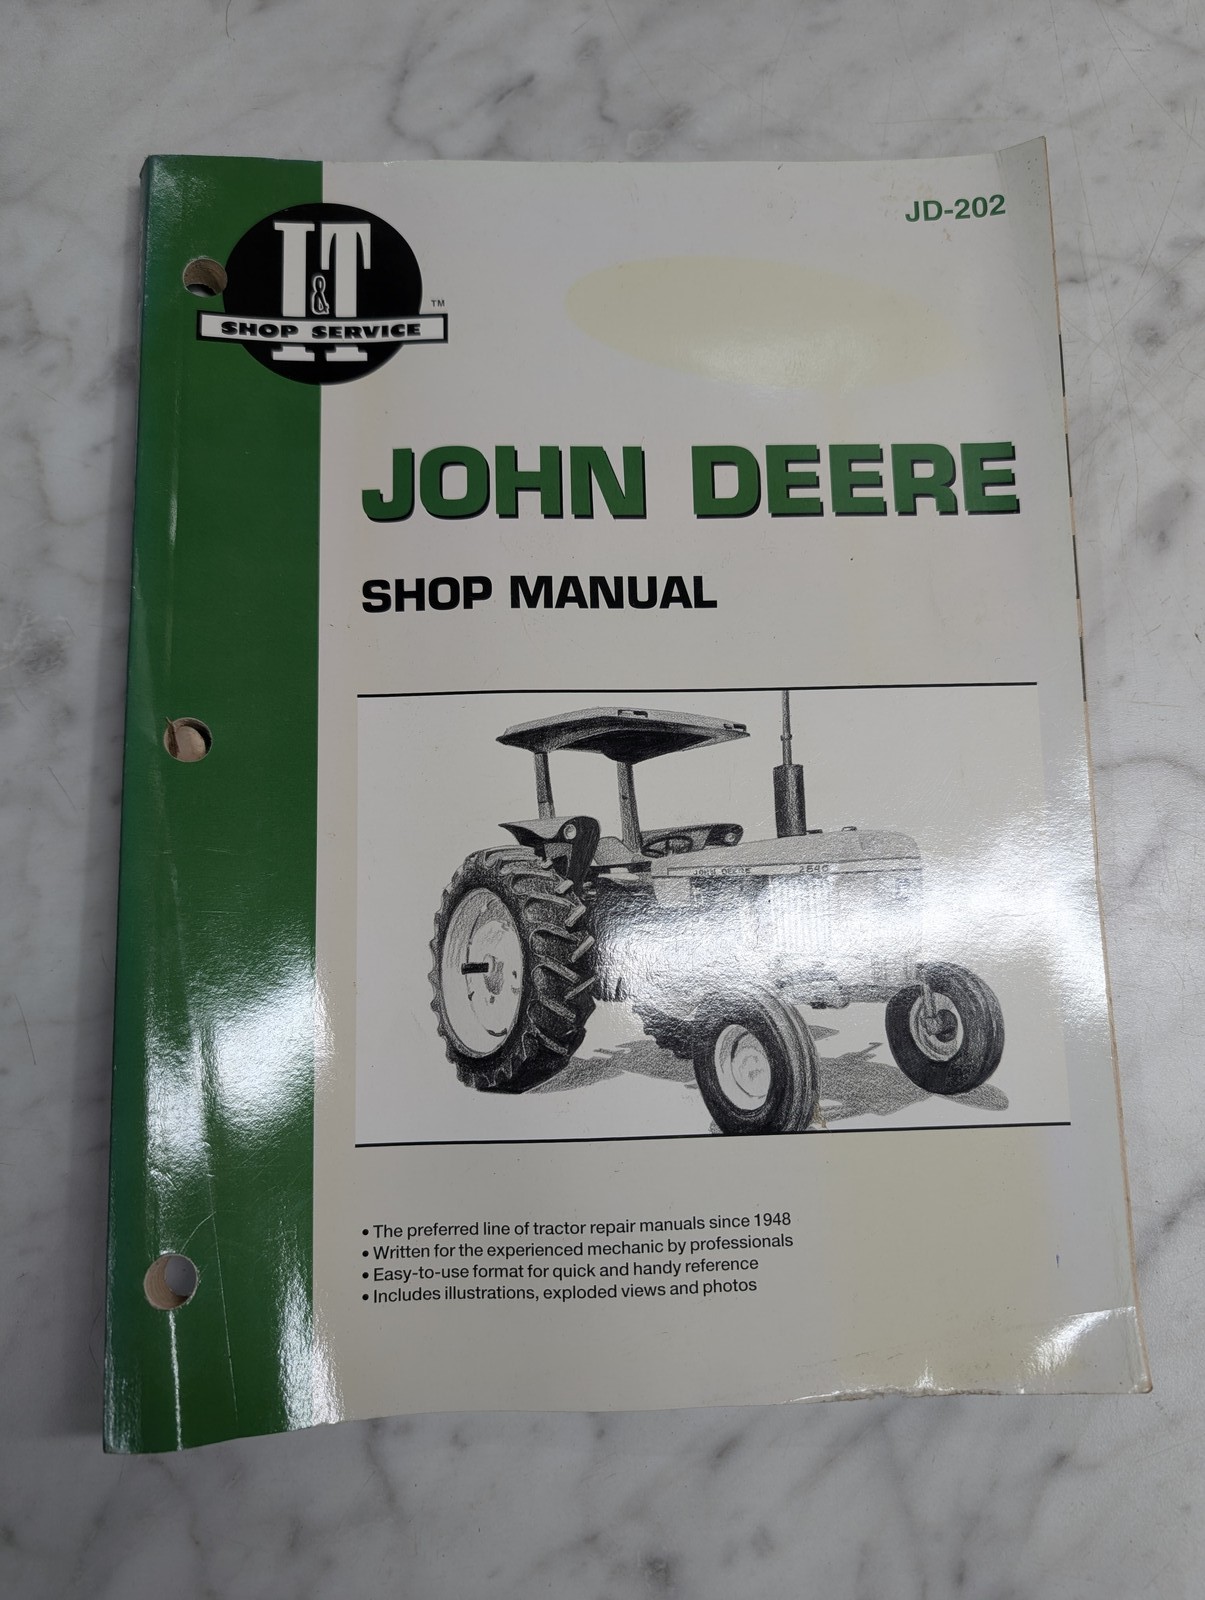 JD-202
I&T
TM
SHOP SERVICE
JOHN DEERE
SHOP MANUAL
JOHN DEERE 2640
• The preferred line of tractor repair manuals since 1948
• Written for the experienced mechanic by professionals
• Easy-to-use format for quick and handy reference
• Includes illustrations, exploded views and photos